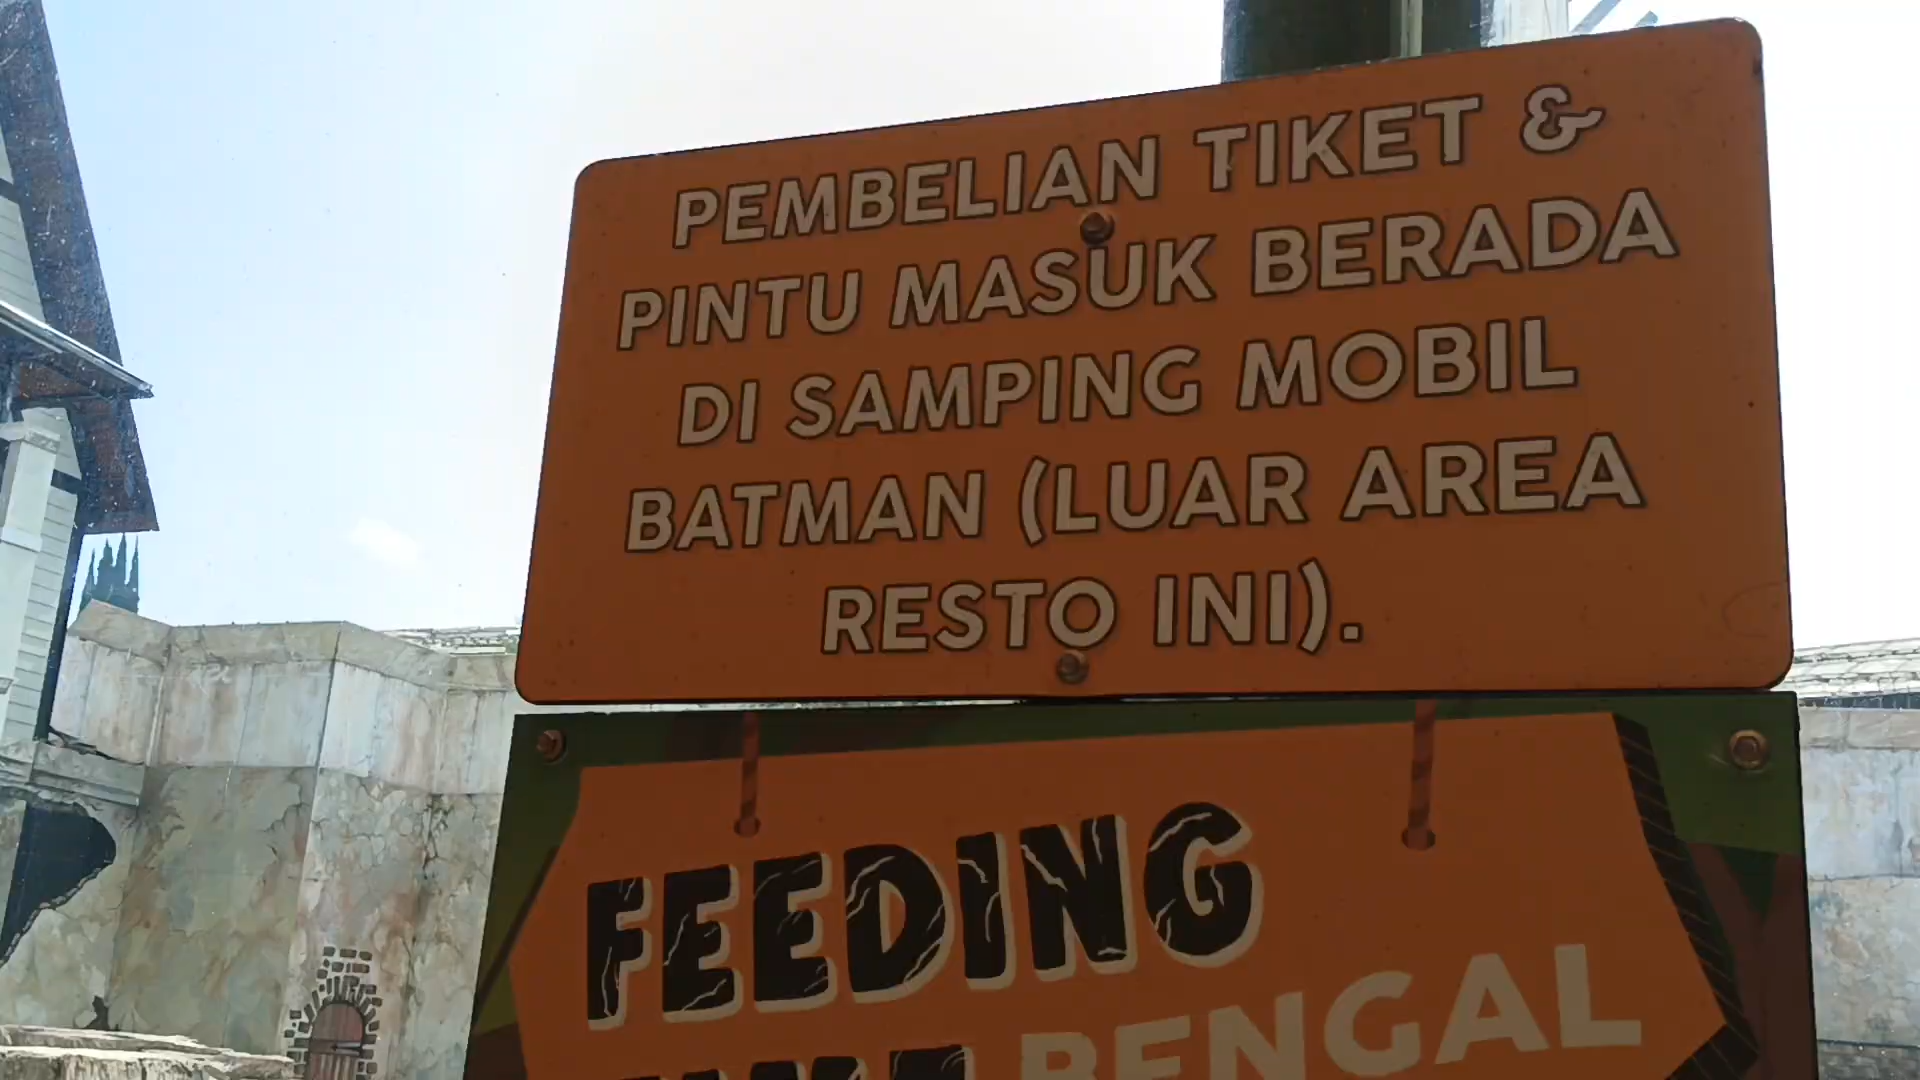 PEMBELIAN TIKET &
PINTU MASUK BERADA
DI SAMPING MOBIL
BATMAN (LUAR AREA
RESTO INI).
FEEDING
BENGAL